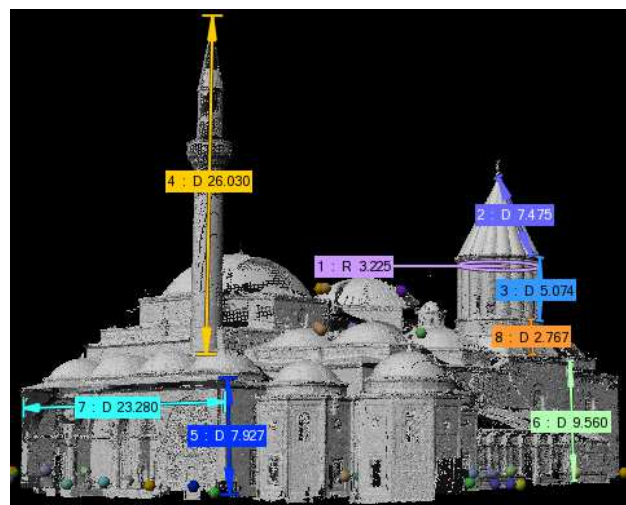 4 : D 26.030
2 : D 7.475
1 : R 3.225
3 : D 5.074
8 : D 2.767
7 : D 23.280
5 : D 7.927
6 : D 9.560